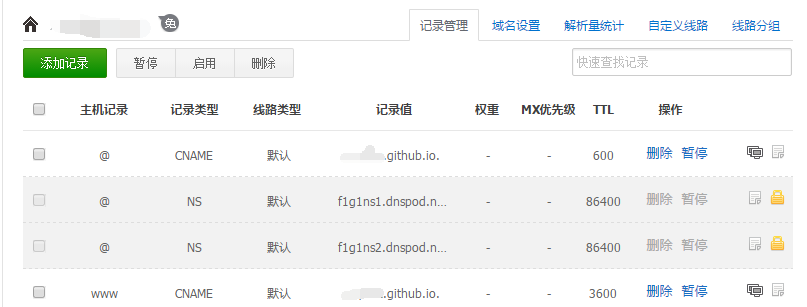 免
记录管理 域名设置 解析量统计 自定义线路 线路分组
添加记录 暂停 启用 删除 快速查找记录
主机记录 记录类型 线路类型 记录值 权重 MX优先级 TTL 操作
@ CNAME 默认 .github.io. - - 600 删除 暂停
@ NS 默认 f1g1ns1.dnspod.n... - - 86400 删除 暂停
@ NS 默认 f1g1ns2.dnspod.n... - - 86400 删除 暂停
www CNAME 默认 .github.io. - - 3600 删除 暂停